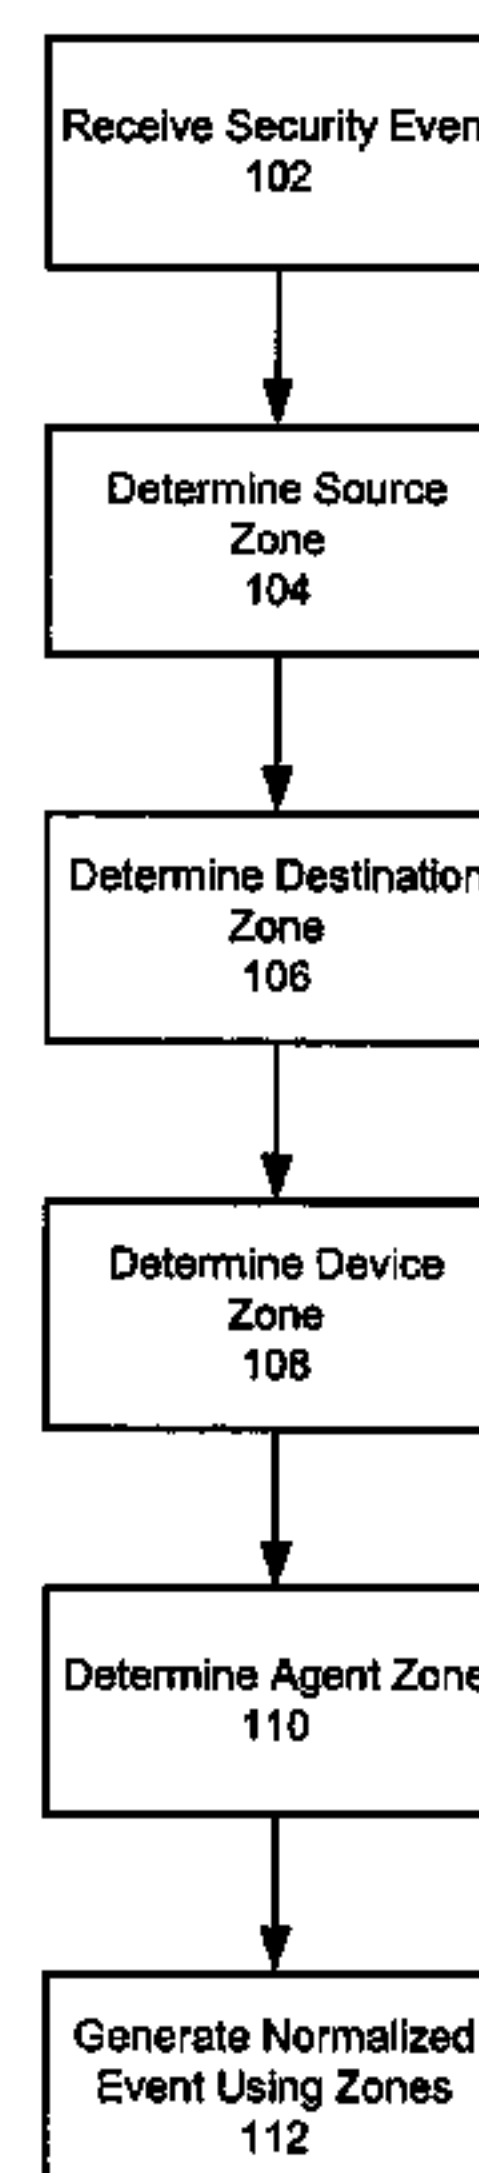 Receive Security Even
102
Determine Source
Zone
104
Determine Destination
Zone
106
Determine Device
Zone
108
Determine Agent Zone
110
Generate Normalized
Event Using Zones
112